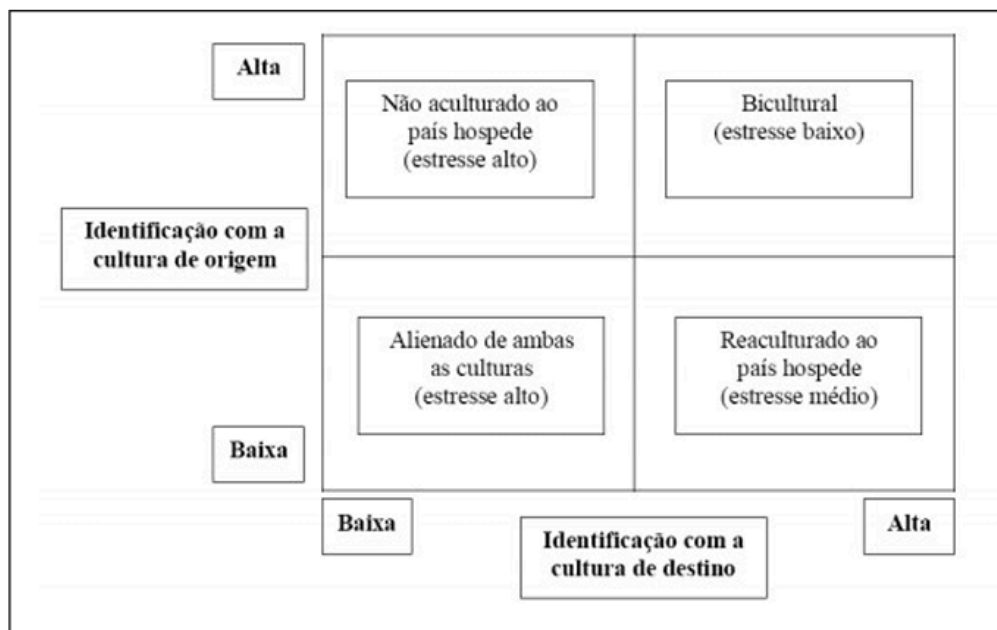 Alta
Não aculturado ao
país hospede
(estresse alto)
Bicultural
(estresse baixo)
Identificação com a
cultura de origem
Alienado de ambas
as culturas
(estresse alto)
Reaculturado ao
país hospede
(estresse médio)
Baixa
Baixa
Alta
Identificação com a
cultura de destino